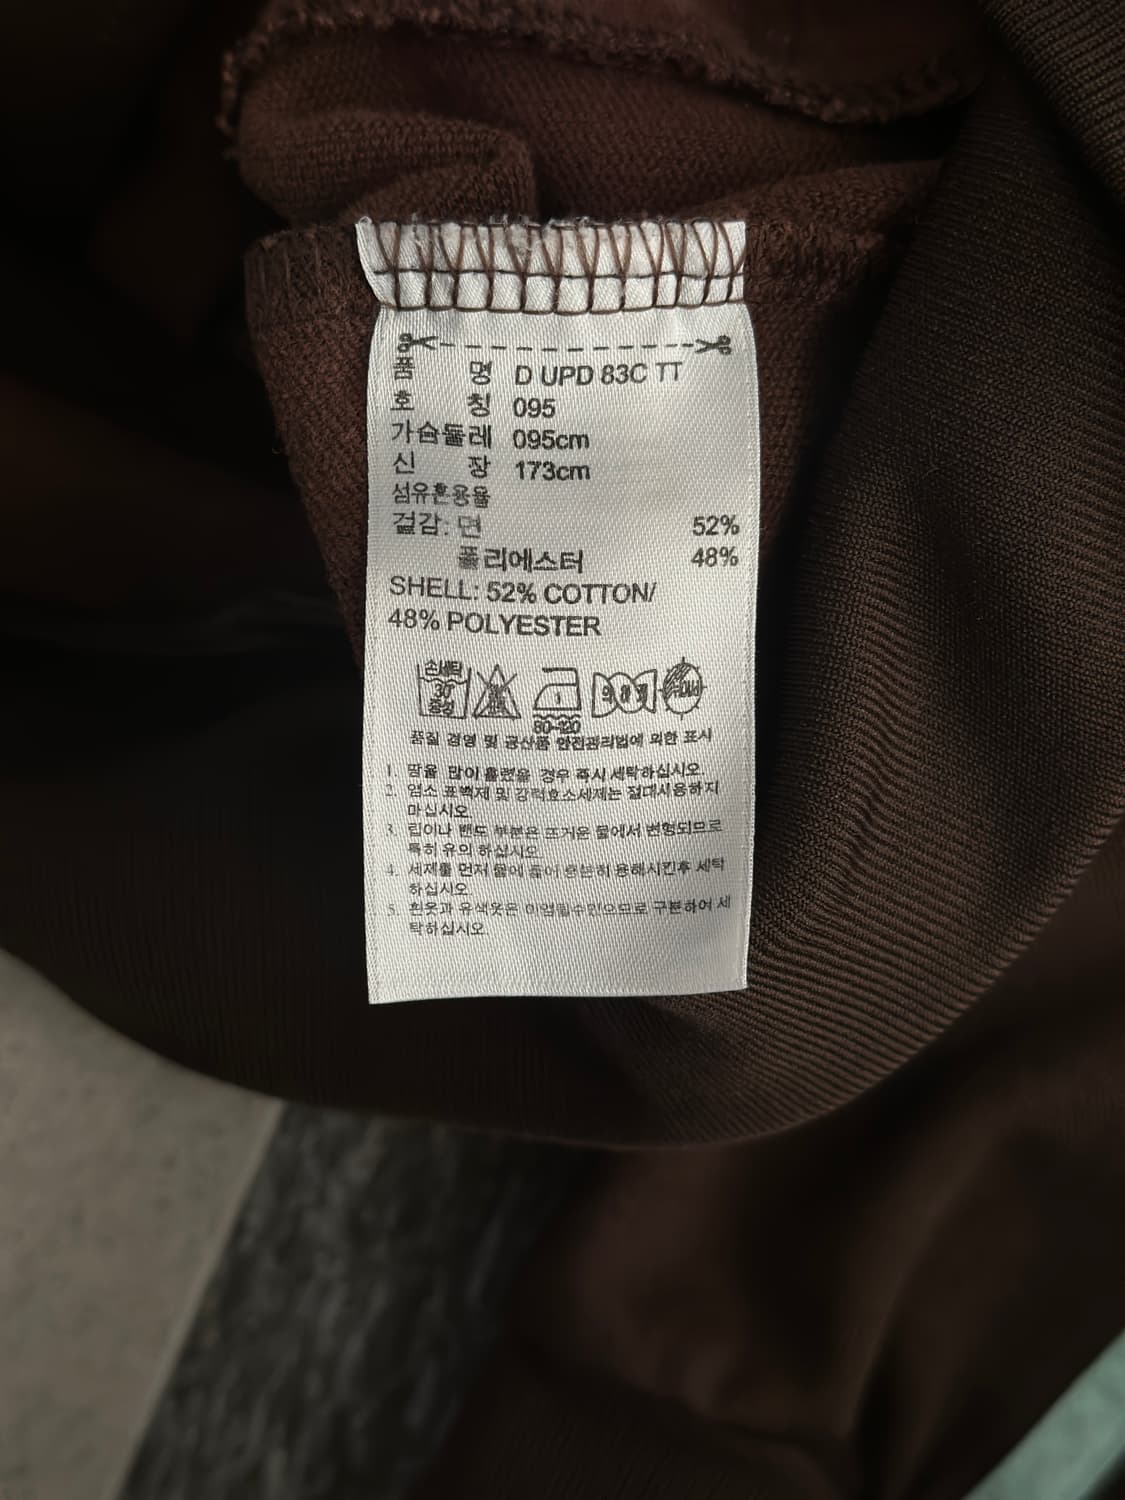 품 명 D UPD 83C TT
호 칭 095
가슴둘레 095cm
신 장 173cm
섬유혼용율
겉감: 면 52%
폴리에스터 48%
SHELL: 52% COTTON/
48% POLYESTER
손세탁
30
중성
80~120
품질 경영 및 공산품 안전관리법에 의한 표시
1. 땀을 많이 흘렸을 경우 즉시 세탁하십시오.
2. 염소 표백제 및 강력효소세제는 절대사용하지
마십시오.
3. 립이나 밴드 부분은 뜨거운 물에서 변형되므로
특히 유의 하십시오.
4. 세제를 먼저 물에 풀어 충분히 용해시킨후 세탁
하십시오.
5. 흰옷과 유색옷은 이염될수있으므로 구분하여 세
탁하십시오.